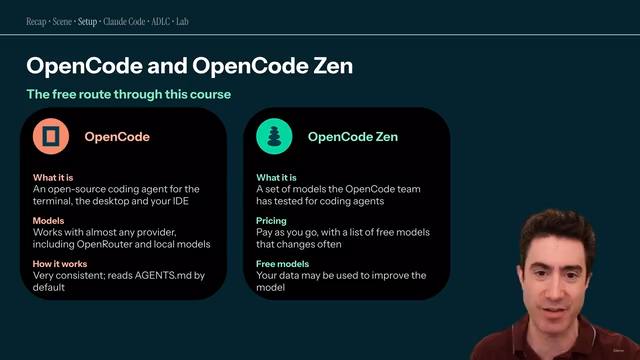 Recap • Scene • Setup • Claude Code • ADLC • Lab
OpenCode and OpenCode Zen
The free route through this course
OpenCode
What it is
An open-source coding agent for the
terminal, the desktop and your IDE
Models
Works with almost any provider,
including OpenRouter and local models
How it works
Very consistent; reads AGENTS.md by
default
OpenCode Zen
What it is
A set of models the OpenCode team
has tested for coding agents
Pricing
Pay as you go, with a list of free models
that changes often
Free models
Your data may be used to improve the
model